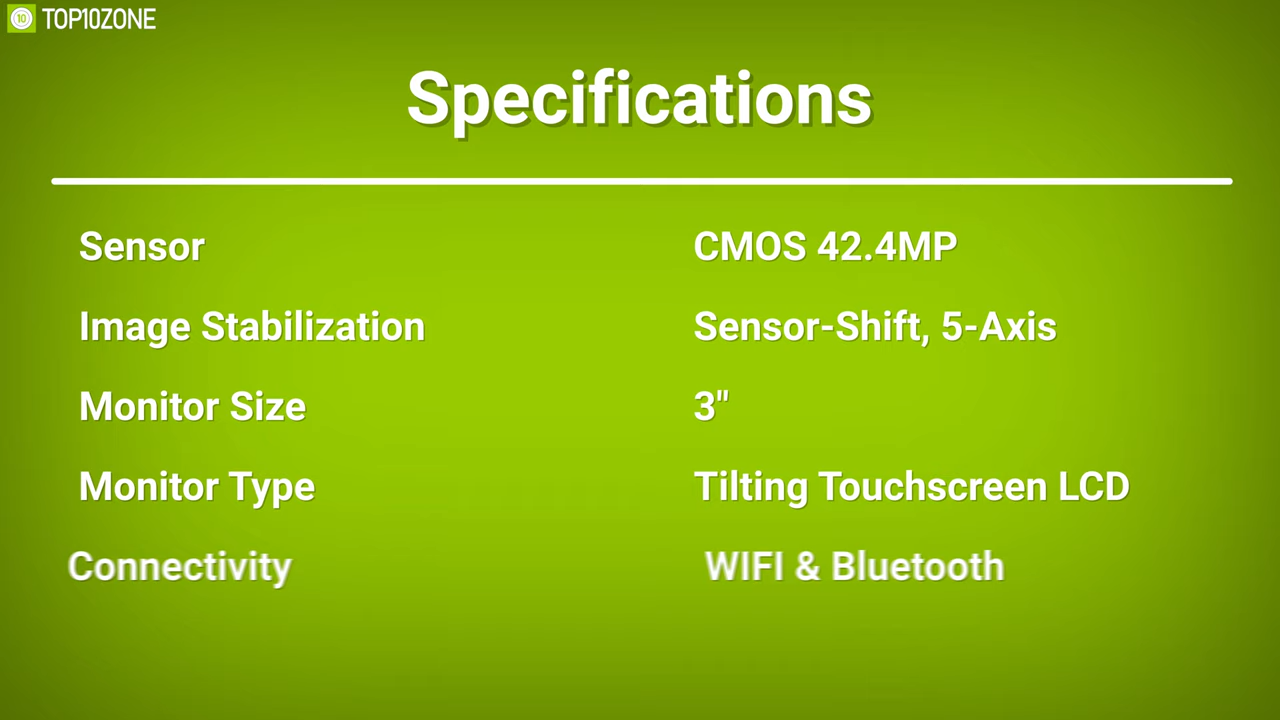 TOP10ZONE
Specifications
Sensor CMOS 42.4MP
Image Stabilization Sensor-Shift, 5-Axis
Monitor Size 3"
Monitor Type Tilting Touchscreen LCD
Connectivity WIFI & Bluetooth